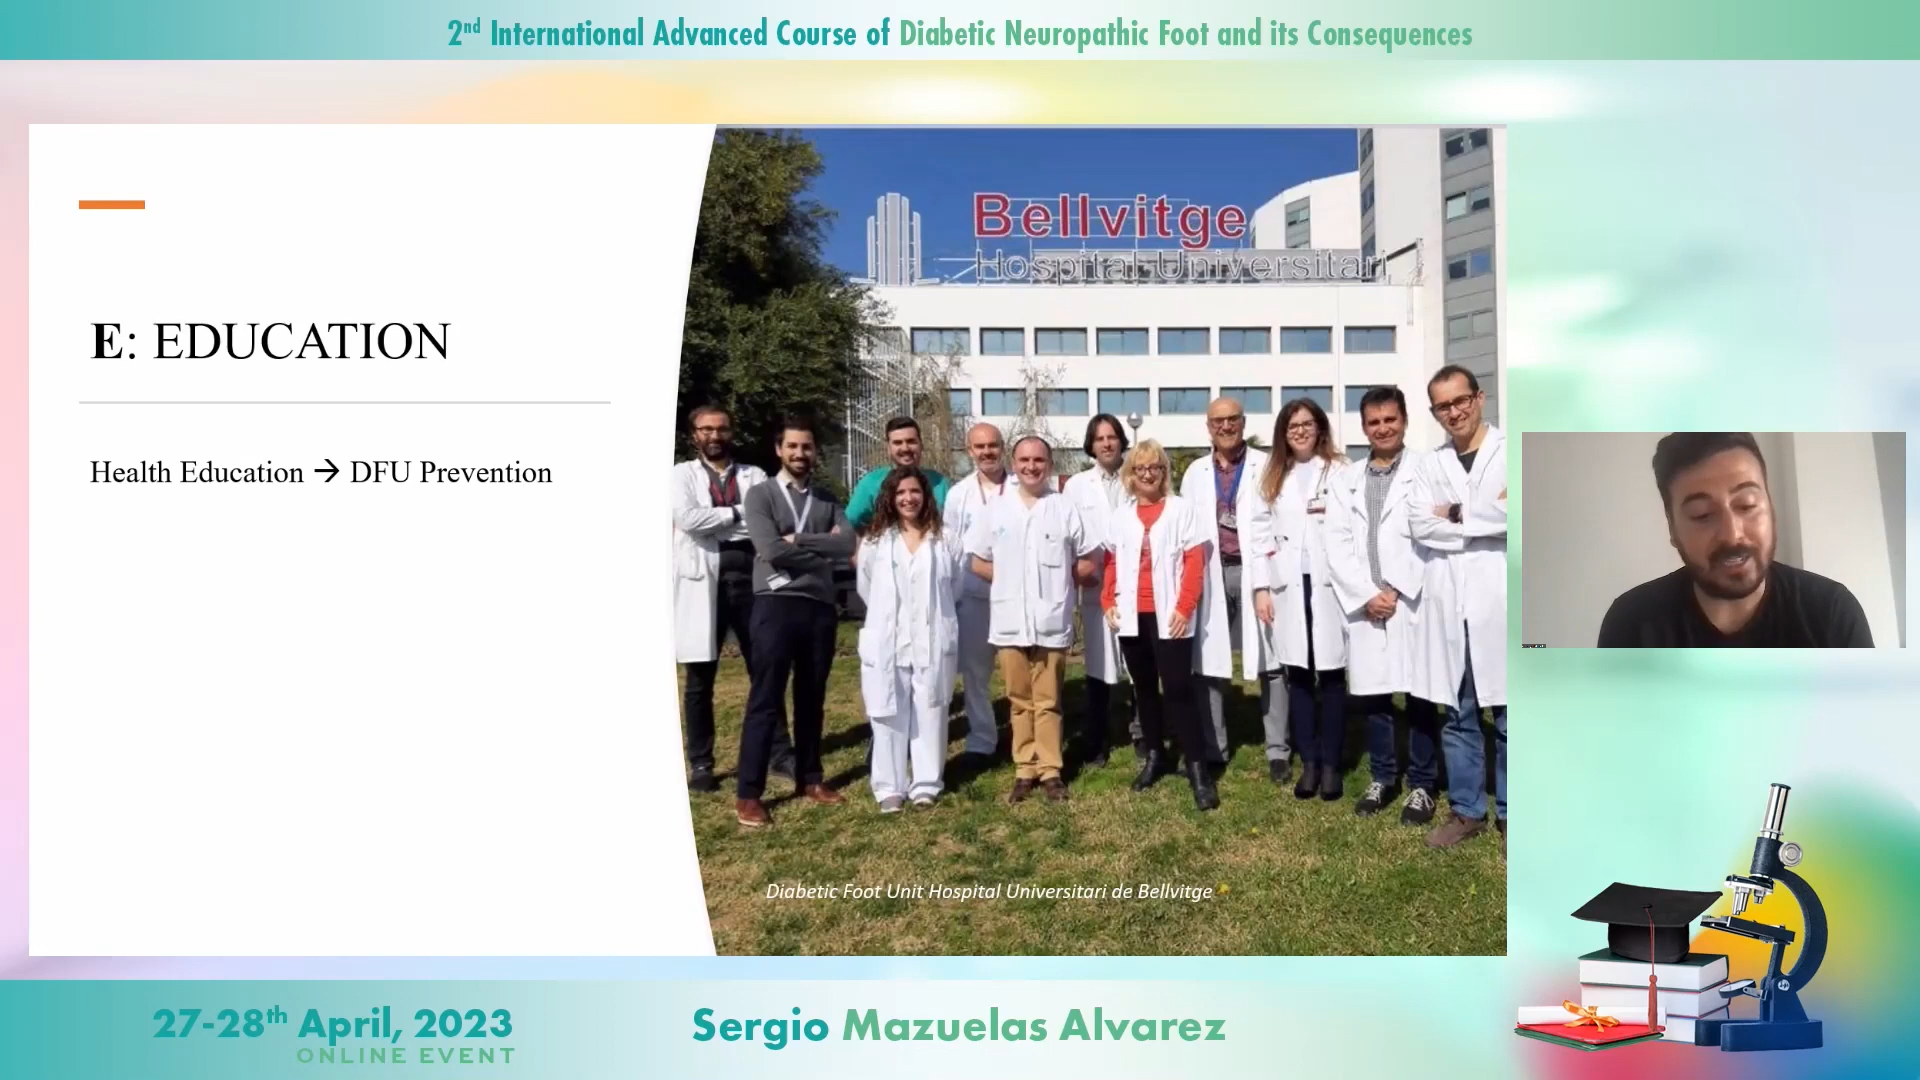 2nd International Advanced Course of Diabetic Neuropathic Foot and its Consequences
E: EDUCATION
Health Education → DFU Prevention
Bellvitge
Hospital Universitari
Diabetic Foot Unit Hospital Universitari de Bellvitge
27-28th April, 2023
ONLINE EVENT
Sergio Mazuelas Alvarez